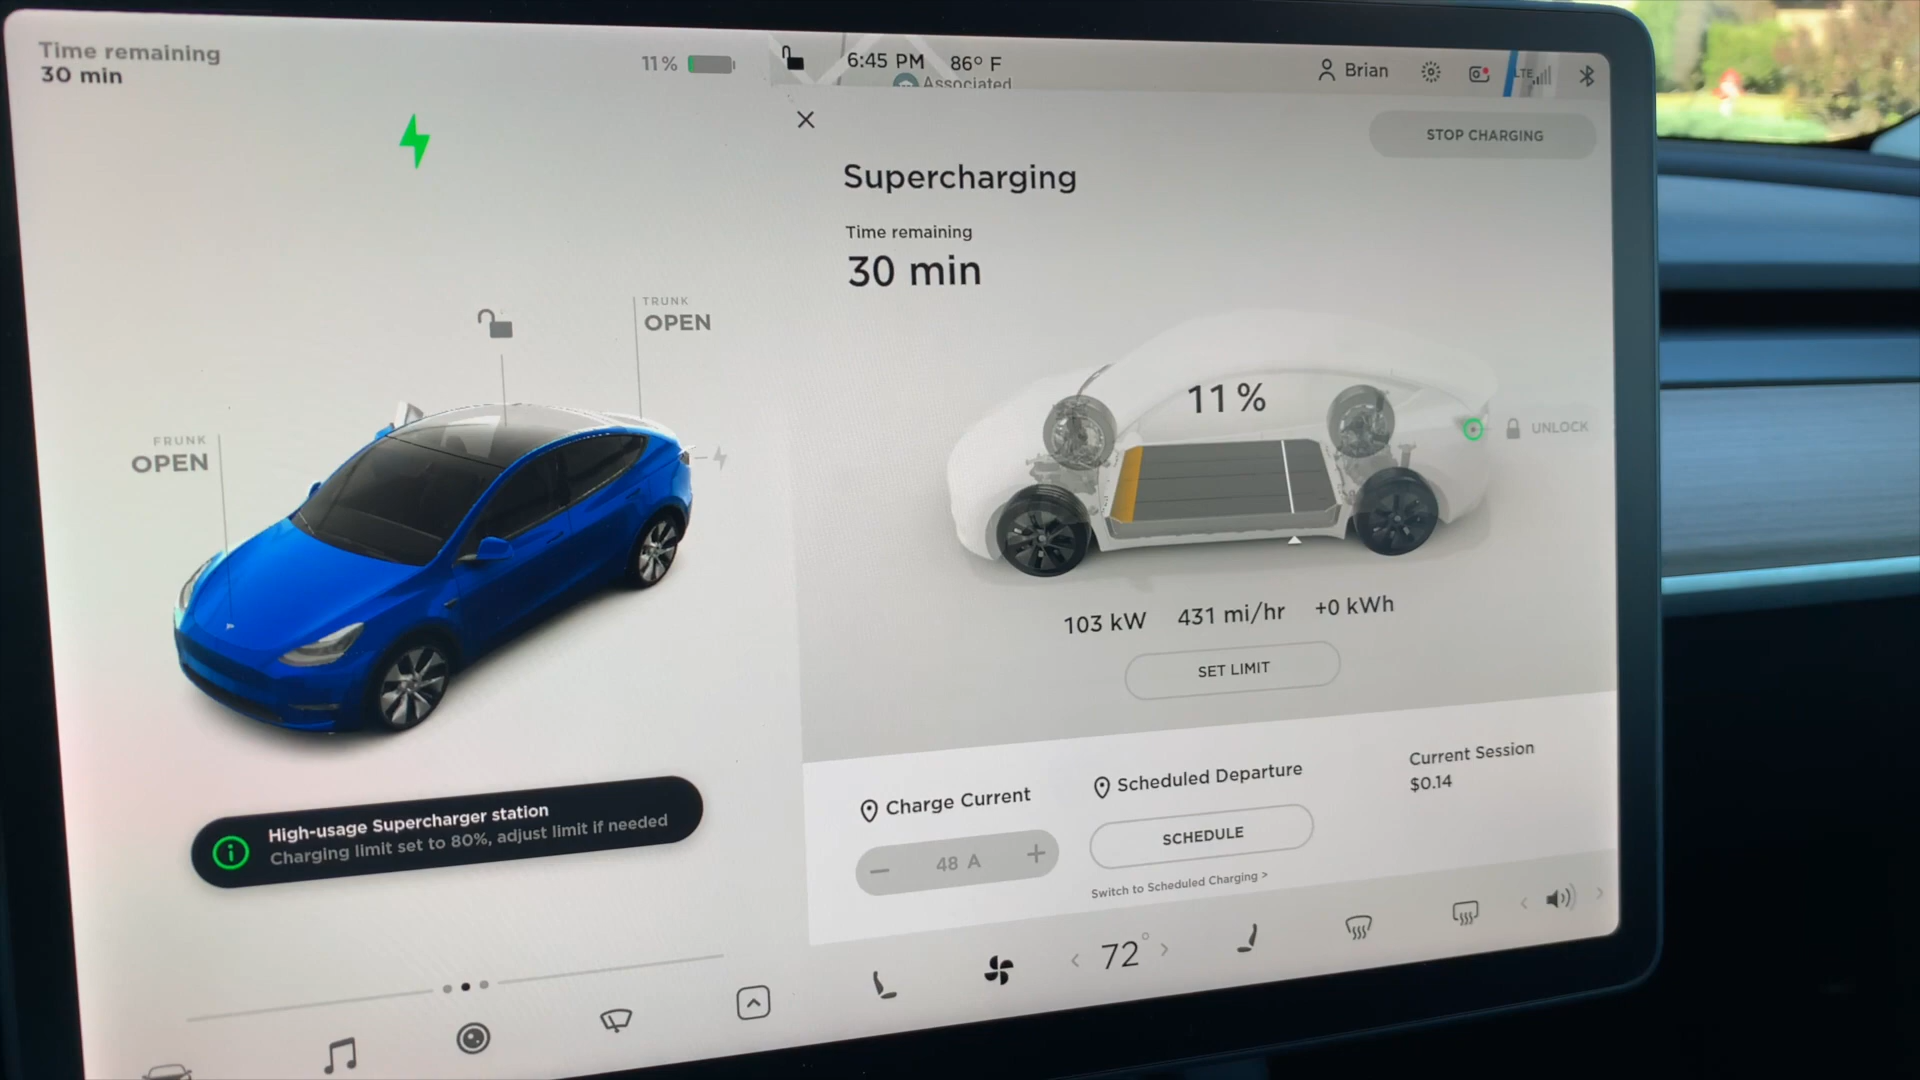 Time remaining
30 min
11%
6:45 PM 86° F
Associated
Brian
LTE
STOP CHARGING
Supercharging
Time remaining
30 min
TRUNK
OPEN
FRUNK
OPEN
11%
UNLOCK
103 kW 431 mi/hr +0 kWh
SET LIMIT
High-usage Supercharger station
Charging limit set to 80%, adjust limit if needed
Charge Current
48 A
Scheduled Departure
SCHEDULE
Switch to Scheduled Charging >
Current Session
$0.14
72°